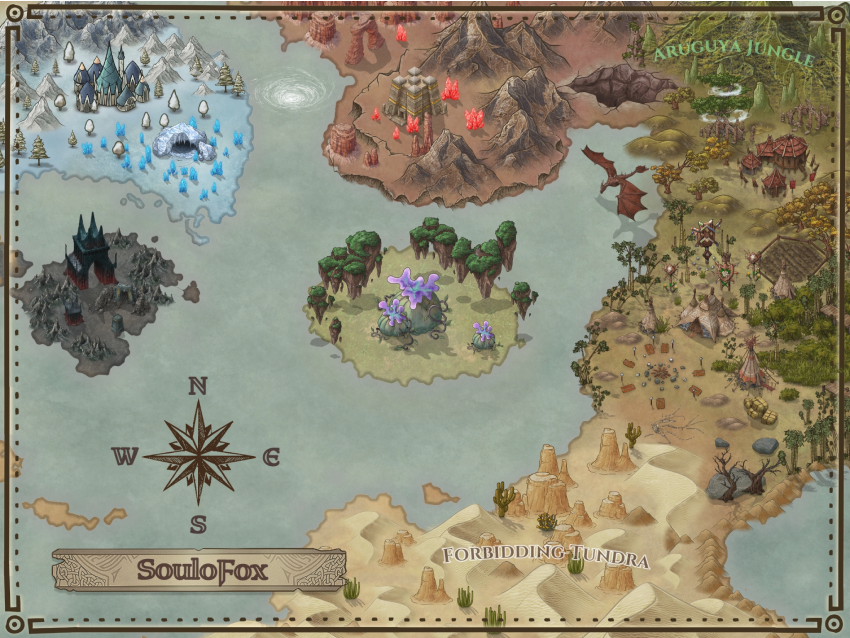 ARUGUYA JUNGLE
N
W E
S
FORBIDDING TUNDRA
SOULOFOX